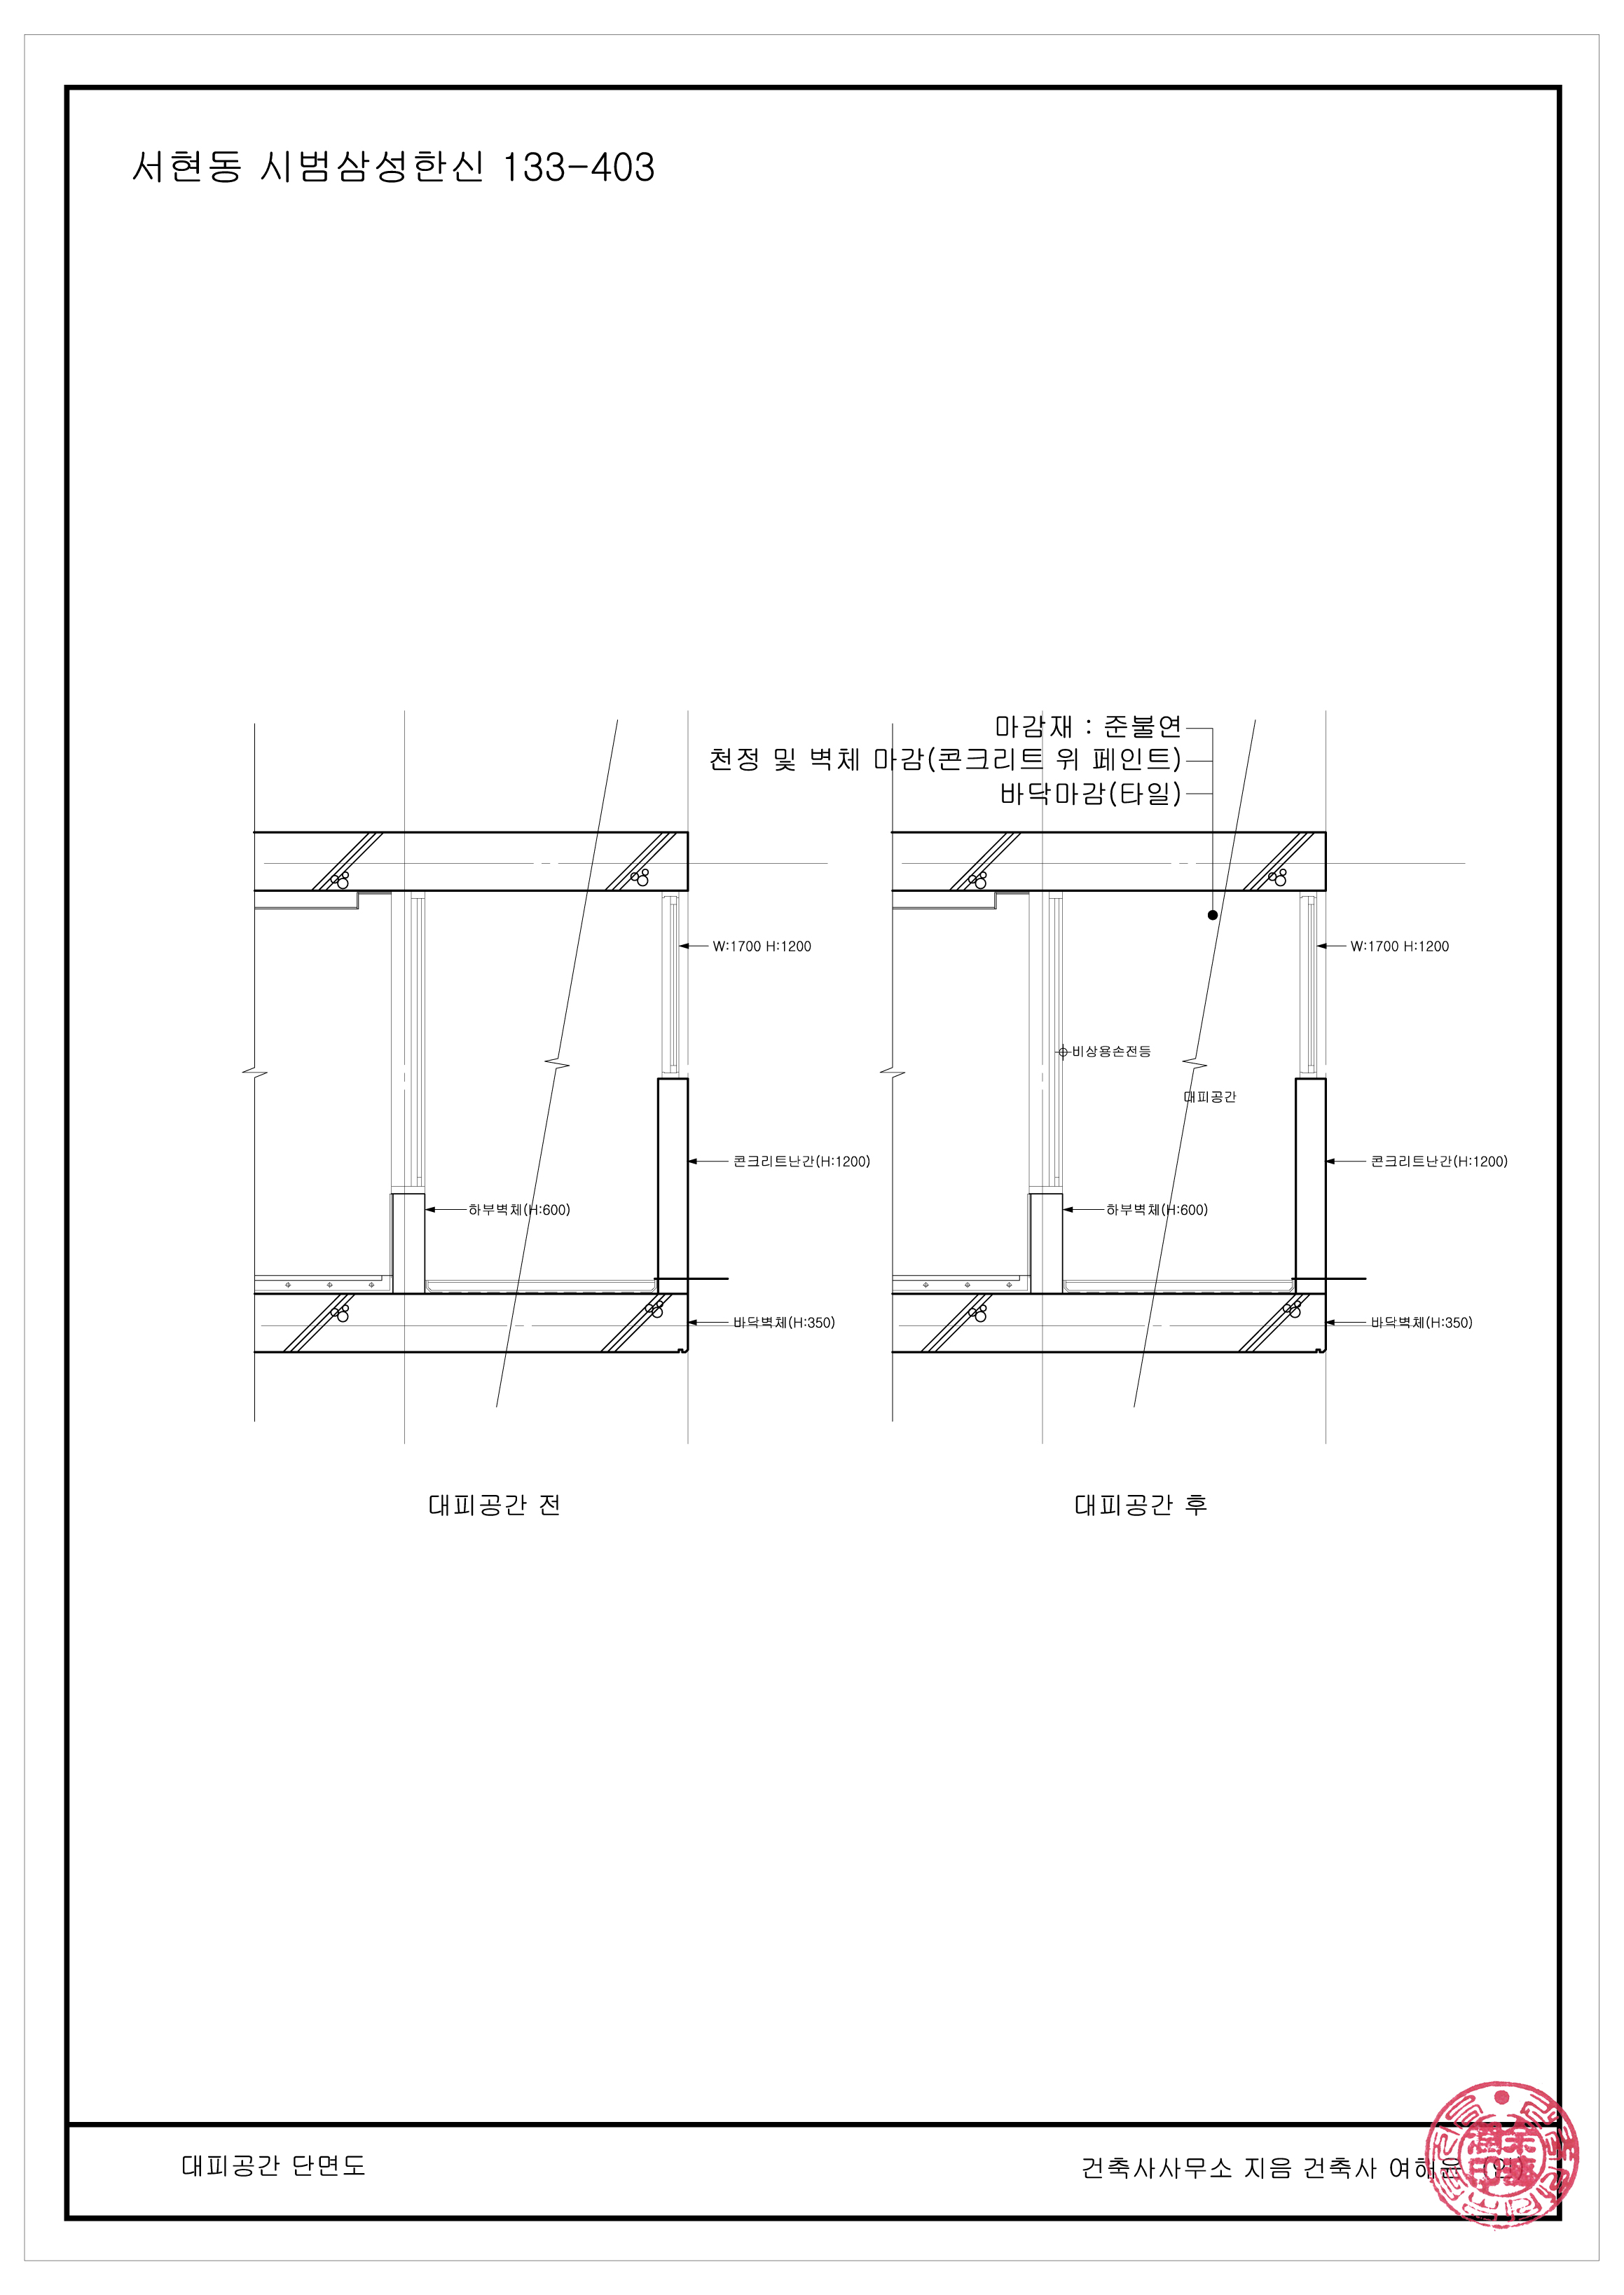 서현동 시범삼성한신 133-403
마감재 : 준불연
천정 및 벽체 마감(콘크리트 위 페인트)
바닥마감(타일)
W:1700 H:1200
W:1700 H:1200
비상용손전등
대피공간
콘크리트난간(H:1200)
콘크리트난간(H:1200)
하부벽체(H:600)
하부벽체(H:600)
바닥벽체(H:350)
바닥벽체(H:350)
대피공간 전
대피공간 후
대피공간 단면도
건축사사무소 지음 건축사 여하운 (인)